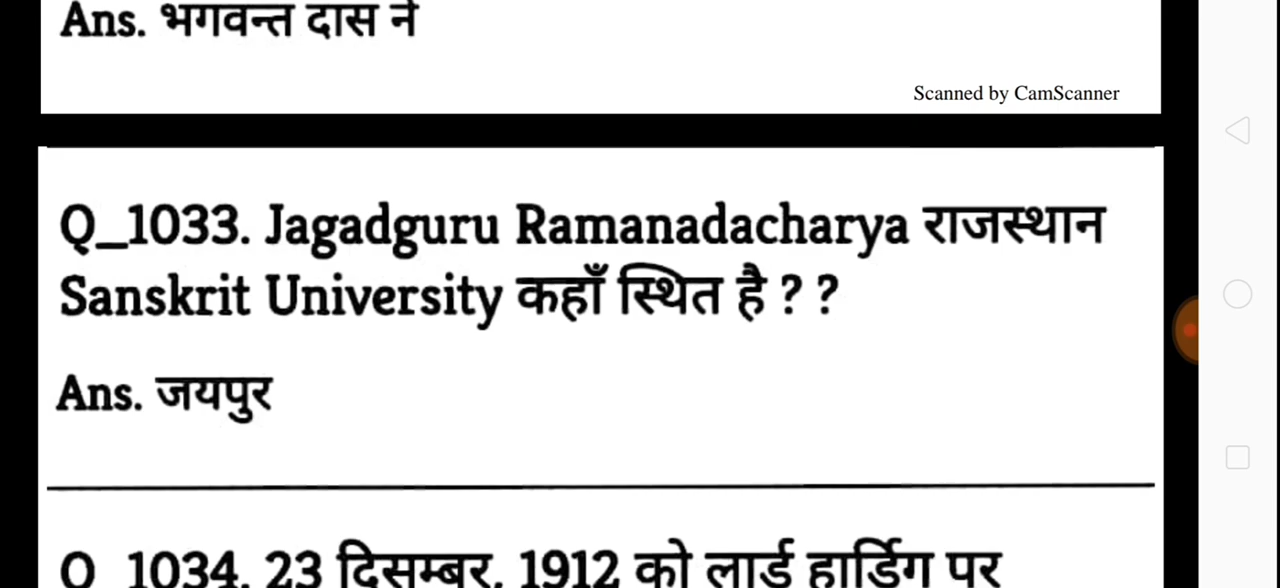 Ans. भगवन्त दास ने
Scanned by CamScanner
Q_1033. Jagadguru Ramanadacharya राजस्थान
Sanskrit University कहाँ स्थित है ? ?
Ans. जयपुर
Q_1034. 23 दिसम्बर, 1912 को लार्ड हार्डिंग पर